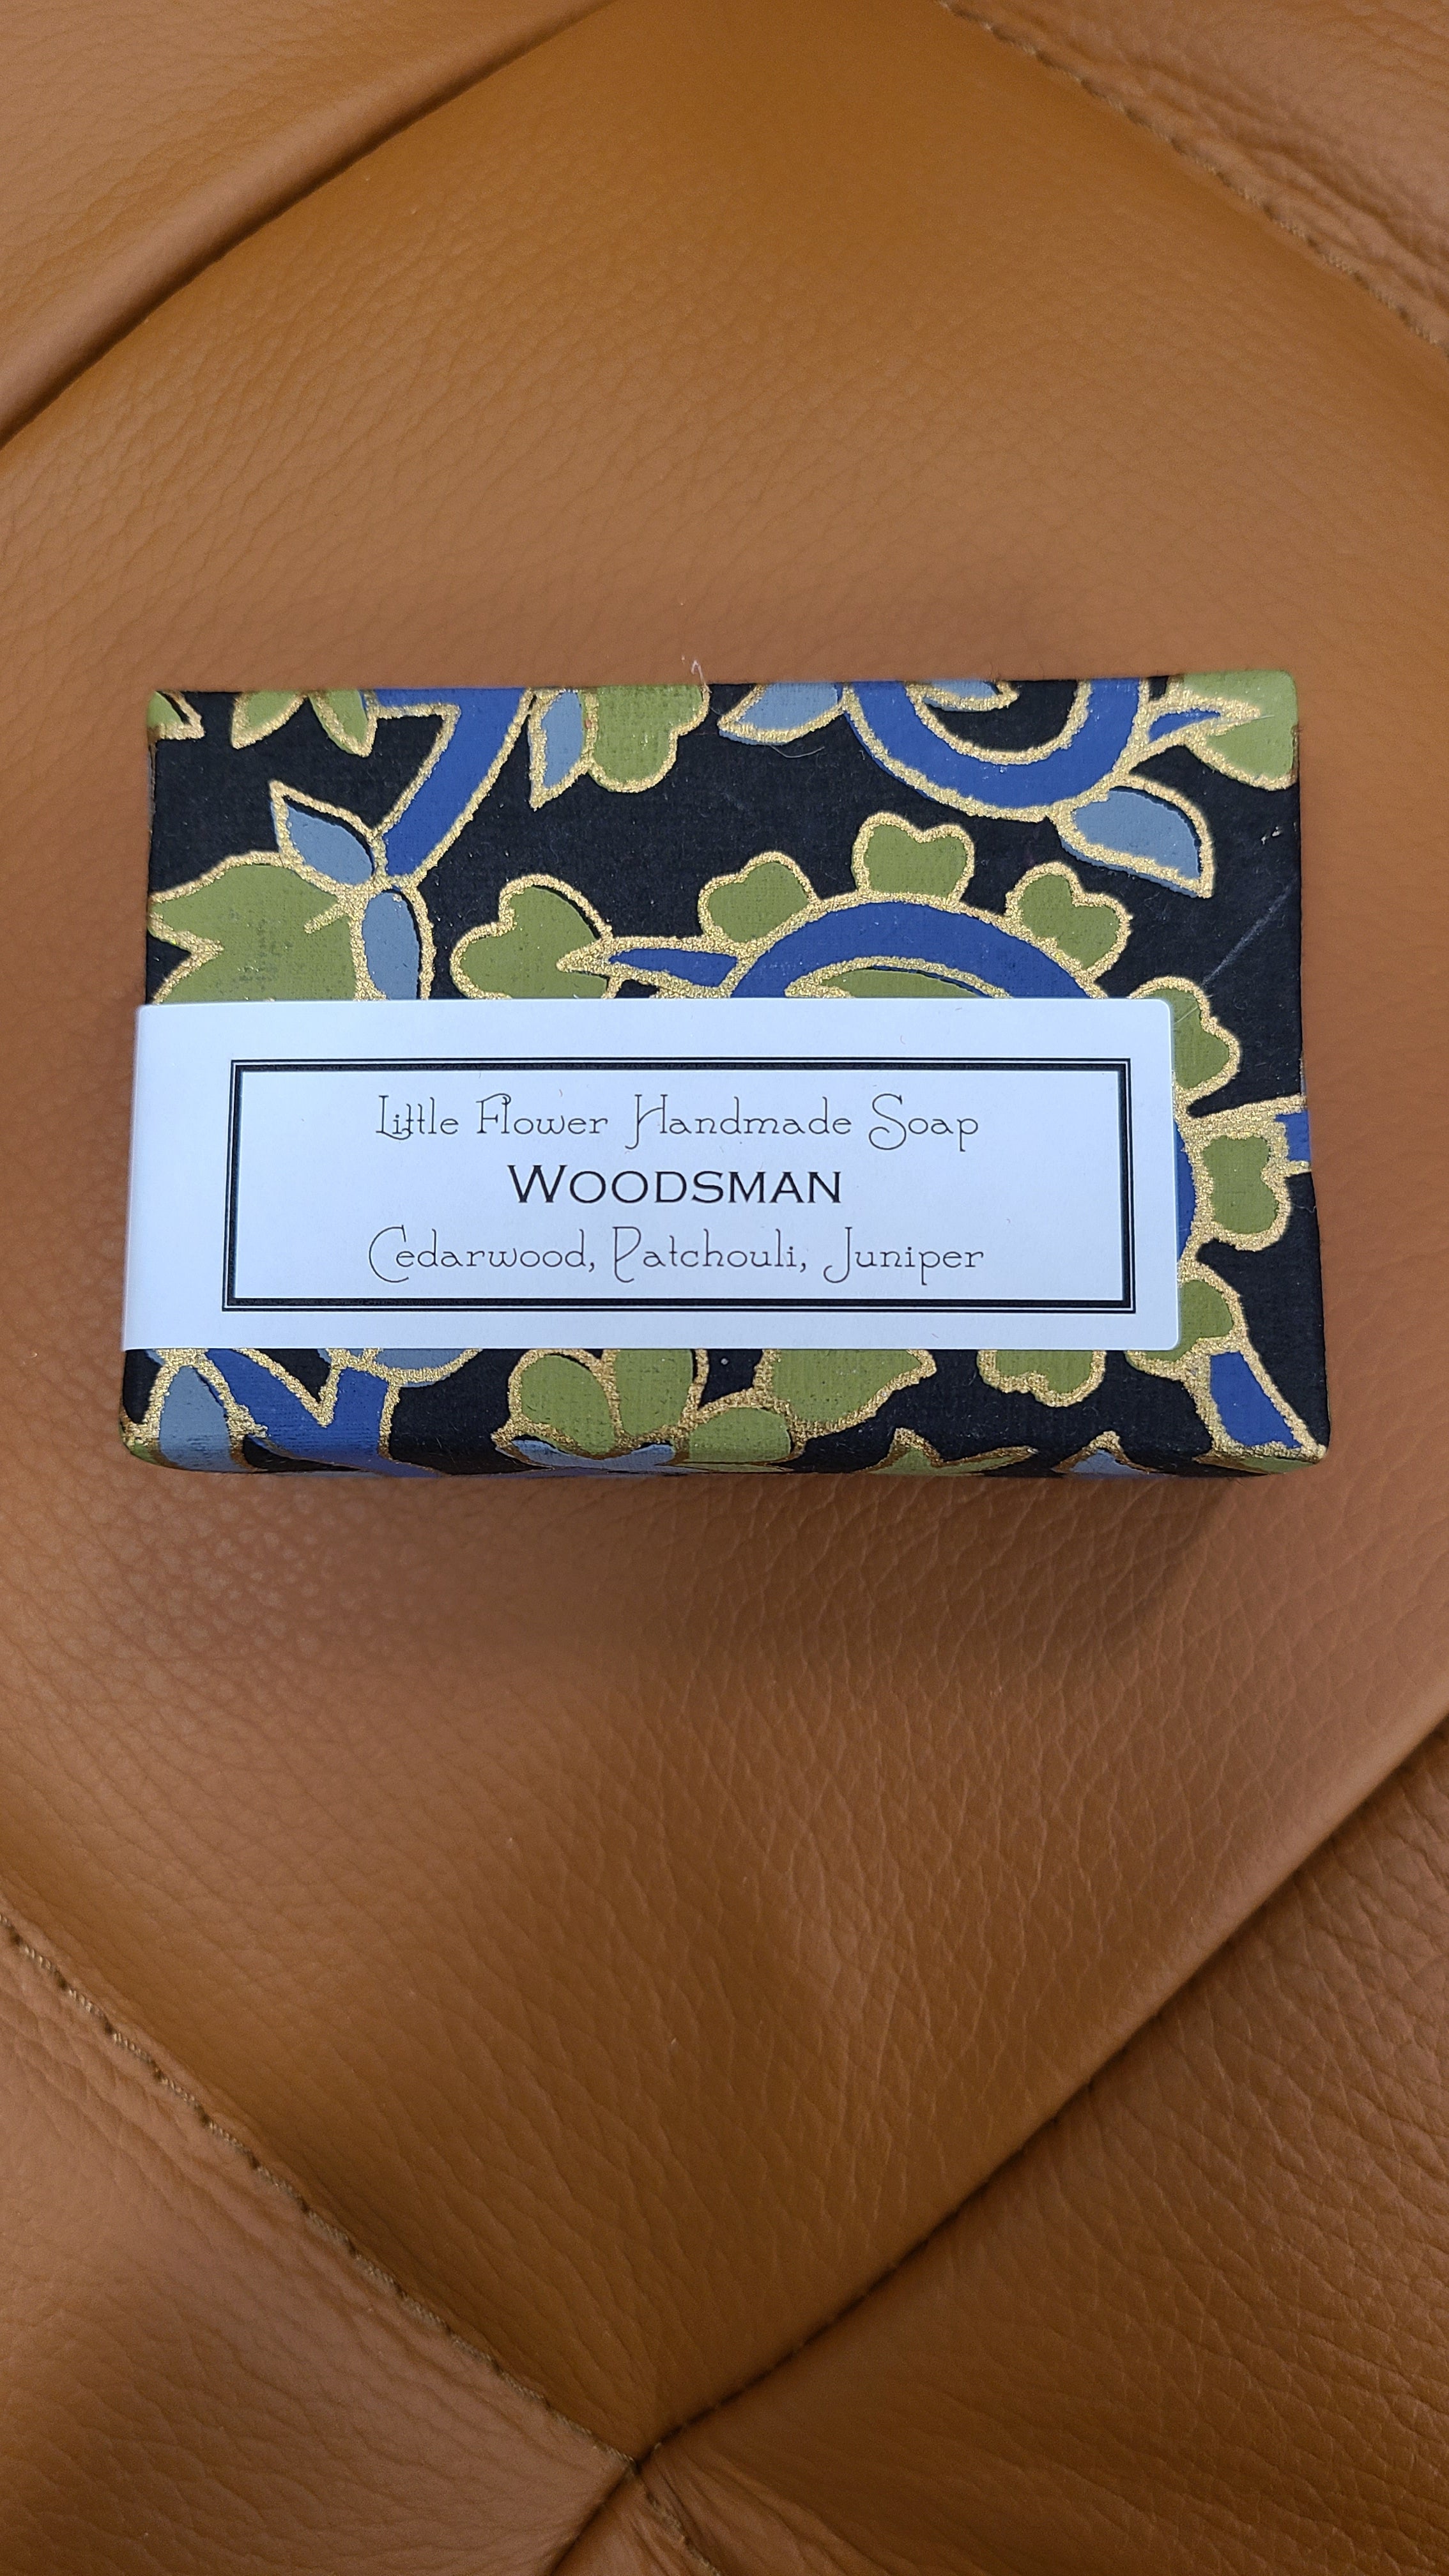 Little Flower Handmade Soap
WOODSMAN
Cedarwood, Patchouli, Juniper